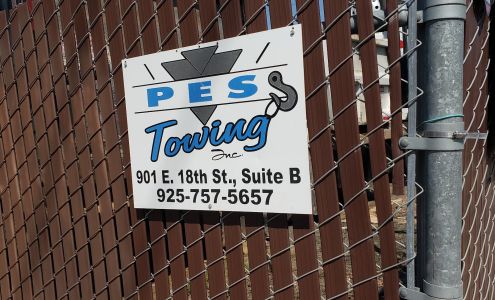 PES
Towing
Inc.
901 E. 18th St., Suite B
925-757-5657